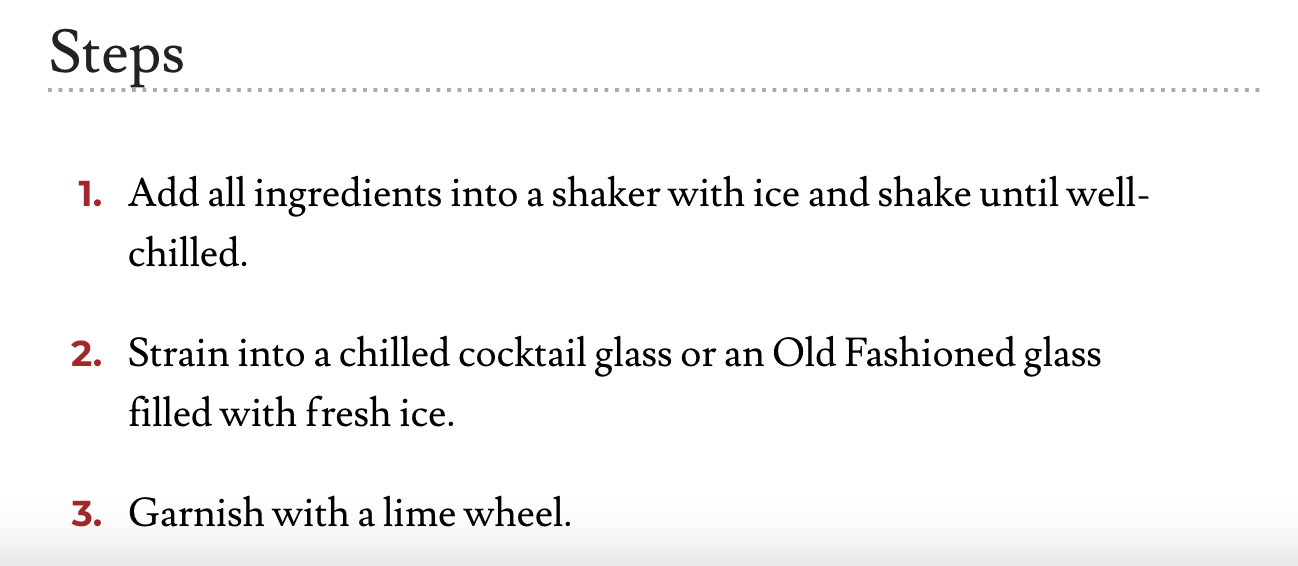 Steps
1. Add all ingredients into a shaker with ice and shake until well-
chilled.
2. Strain into a chilled cocktail glass or an Old Fashioned glass
filled with fresh ice.
3. Garnish with a lime wheel.